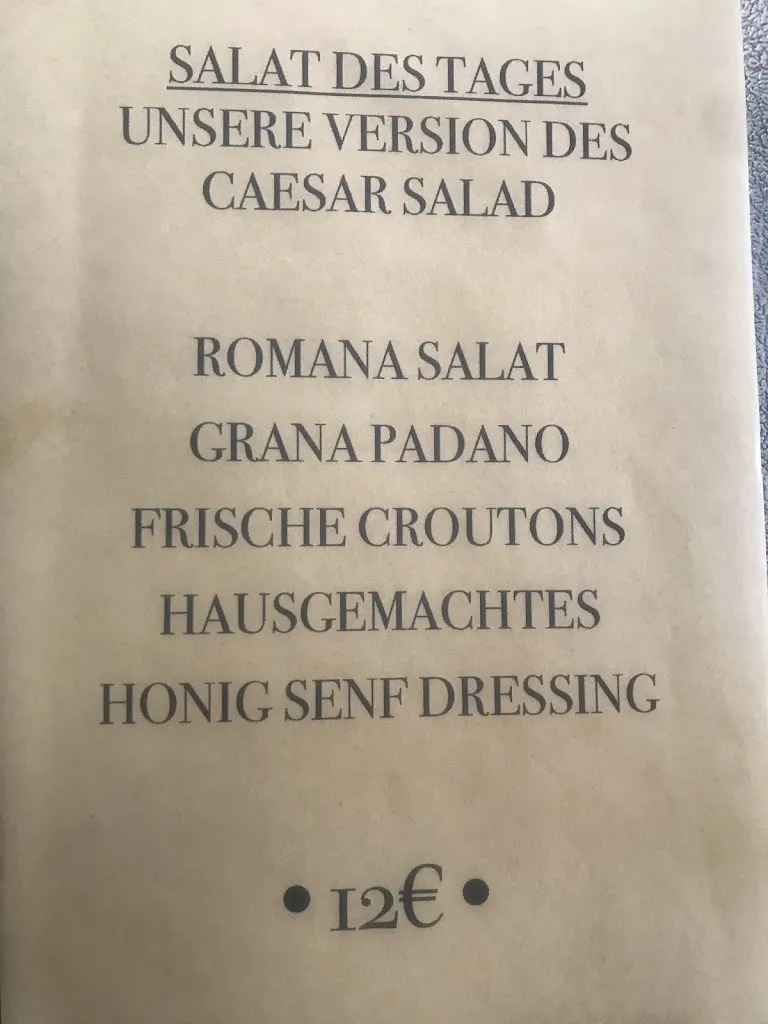 SALAT DES TAGES
UNSERE VERSION DES
CAESAR SALAD
ROMANA SALAT
GRANA PADANO
FRISCHE CROUTONS
HAUSGEMACHTES
HONIG SENF DRESSING
• 12€ •